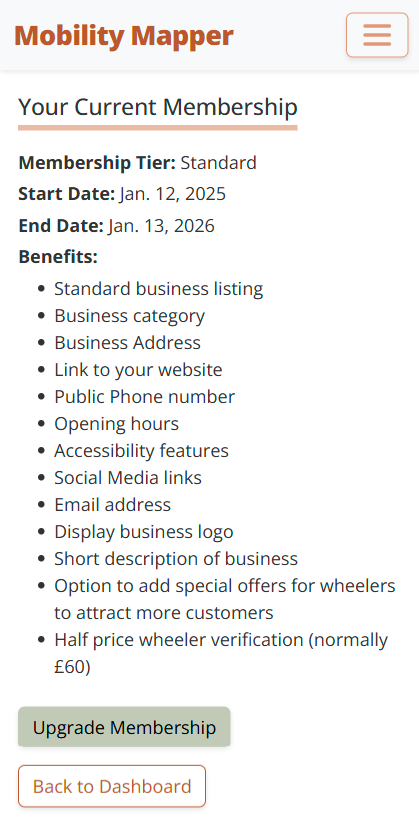 Mobility Mapper
Your Current Membership
Membership Tier: Standard
Start Date: Jan. 12, 2025
End Date: Jan. 13, 2026
Benefits:
Standard business listing
Business category
Business Address
Link to your website
Public Phone number
Opening hours
Accessibility features
Social Media links
Email address
Display business logo
Short description of business
Option to add special offers for wheelers
to attract more customers
Half price wheeler verification (normally
£60)
Upgrade Membership
Back to Dashboard